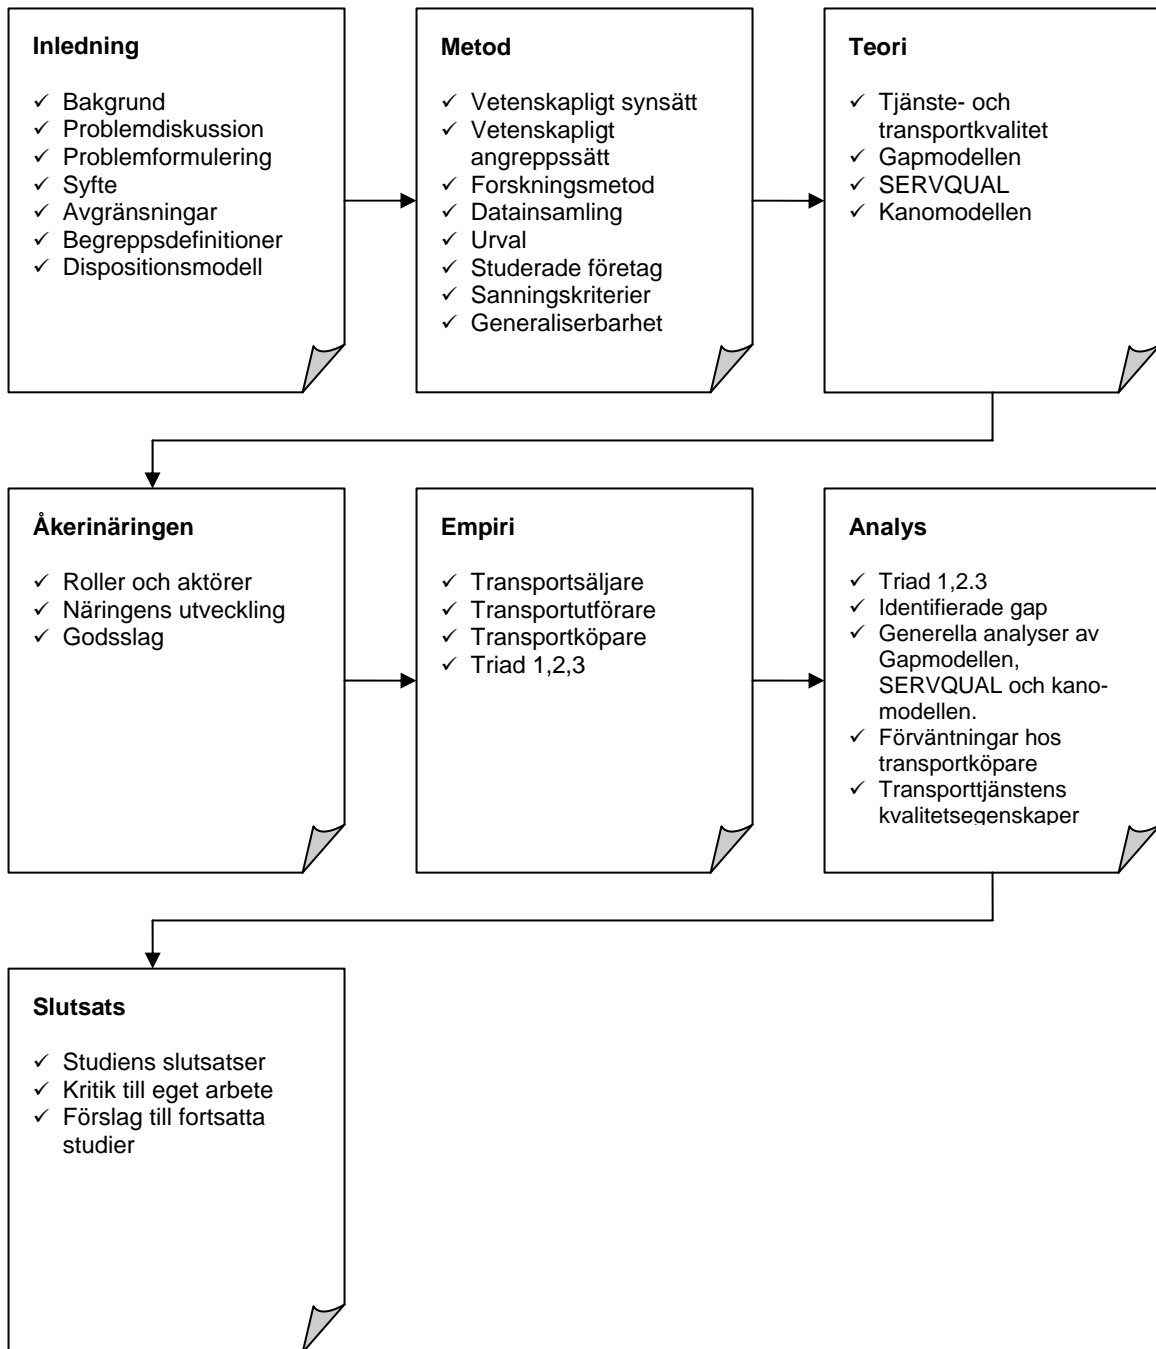 Inledning
✓ Bakgrund
✓ Problemdiskussion
✓ Problemformulering
✓ Syfte
✓ Avgränsningar
✓ Begreppsdefinitioner
✓ Dispositionsmodell
Metod
✓ Vetenskapligt synsätt
✓ Vetenskapligt
angreppssätt
✓ Forskningsmetod
✓ Datainsamling
✓ Urval
✓ Studerade företag
✓ Sanningskriterier
✓ Generaliserbarhet
Teori
✓ Tjänste- och
transportkvalitet
✓ Gapmodellen
✓ SERVQUAL
✓ Kanomodellen
Åkerinäringen
✓ Roller och aktörer
✓ Näringens utveckling
✓ Godsslag
Empiri
✓ Transportsäljare
✓ Transportutförare
✓ Transportköpare
✓ Triad 1,2,3
Analys
✓ Triad 1,2.3
✓ Identifierade gap
✓ Generella analyser av
Gapmodellen,
SERVQUAL och kano-
modellen.
✓ Förväntningar hos
transportköpare
✓ Transporttjänstens
kvalitetsegenskaper
Slutsats
✓ Studiens slutsatser
✓ Kritik till eget arbete
✓ Förslag till fortsatta
studier